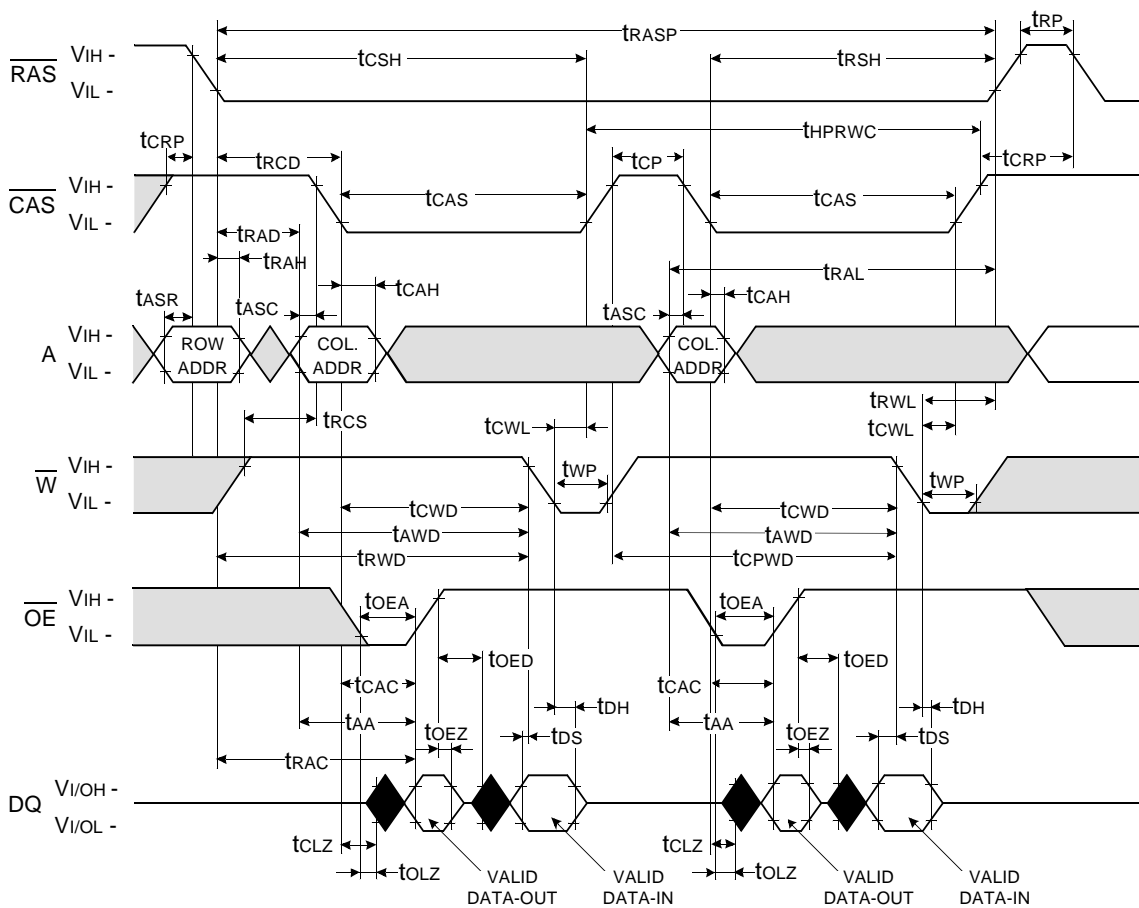 tRASP
tRP
VIH -
RAS
VIL -
tCSH
tRSH
tHPRWC
tCRP
tRCD
tCP
tCRP
VIH -
CAS
VIL -
tCAS
tCAS
tRAD
tRAH
tRAL
tASR
tASC
tCAH
tASC
tCAH
VIH -
A
VIL -
ROW
ADDR
COL.
ADDR
COL.
ADDR
tRCS
tCWL
tRWL
tCWL
VIH -
W
VIL -
tWP
tWP
tCWD
tCWD
tAWD
tAWD
tRWD
tCPWD
VIH -
OE
VIL -
tOEA
tOEA
tOED
tOED
tCAC
tCAC
tDH
tDH
tAA
tAA
tOEZ
tDS
tOEZ
tDS
tRAC
VI/OH -
DQ
VI/OL -
tCLZ
tCLZ
tOLZ
tOLZ
VALID
DATA-OUT
VALID
DATA-IN
VALID
DATA-OUT
VALID
DATA-IN